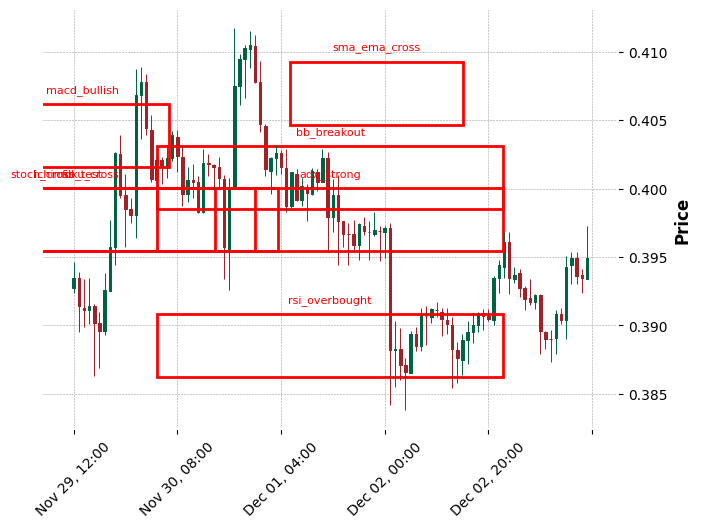 sma_ema_cross
0.410
macd_bullish
0.405
bb_breakout
0.400
rsi_overbought
0.395
0.390
0.385
Price
Nov 29, 12:00
Nov 30, 08:00
Dec 01, 04:00
Dec 02, 00:00
Dec 02, 20:00